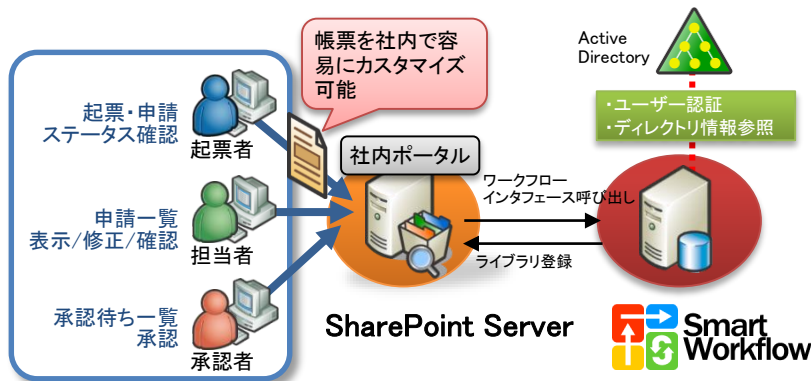 帳票を社内で容
易にカスタマイズ
可能
Active
Directory
・ユーザー認証
・ディレクトリ情報参照
起票・申請
ステータス確認
起票者
社内ポータル
ワークフロー
インタフェース呼び出し
申請一覧
表示/修正/確認
担当者
ライブラリ登録
承認待ち一覧
承認
承認者
SharePoint Server
Smart
Workflow